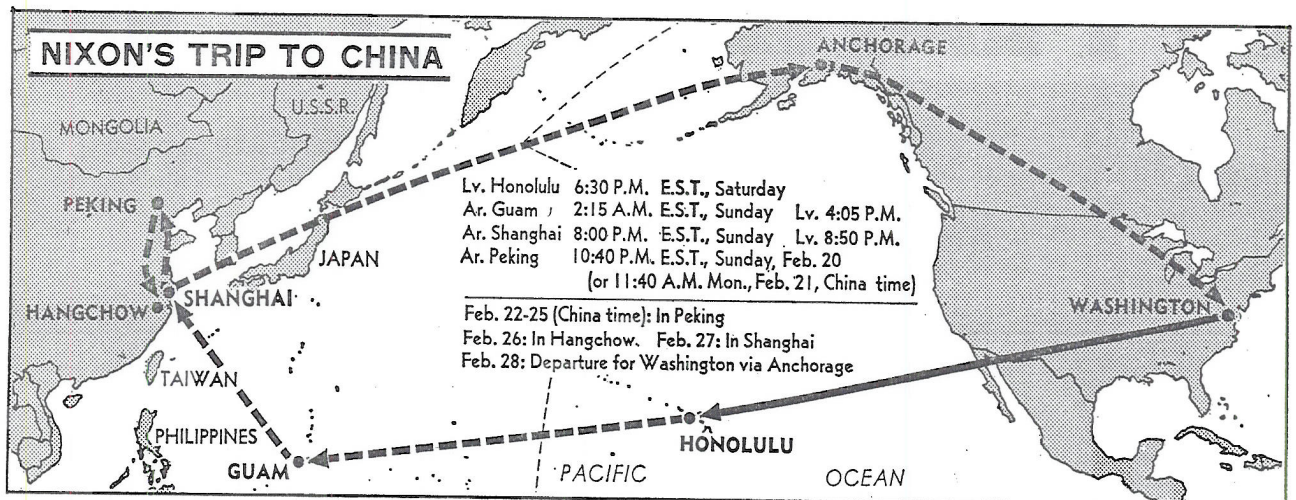 NIXON'S TRIP TO CHINA
ANCHORAGE
U.S.S.R.
MONGOLIA
PEKING
Lv. Honolulu 6:30 P.M. E.S.T., Saturday
Ar. Guam 2:15 A.M. E.S.T., Sunday Lv. 4:05 P.M.
Ar. Shanghai 8:00 P.M. E.S.T., Sunday Lv. 8:50 P.M.
Ar. Peking 10:40 P.M. E.S.T., Sunday, Feb. 20
(or 11:40 A.M. Mon., Feb. 21, China time)
JAPAN
SHANGHAI
HANGCHOW
WASHINGTON
Feb. 22-25 (China time): In Peking
Feb. 26: In Hangchow. Feb. 27: In Shanghai
Feb. 28: Departure for Washington via Anchorage
TAIWAN
PHILIPPINES
GUAM
HONOLULU
PACIFIC OCEAN